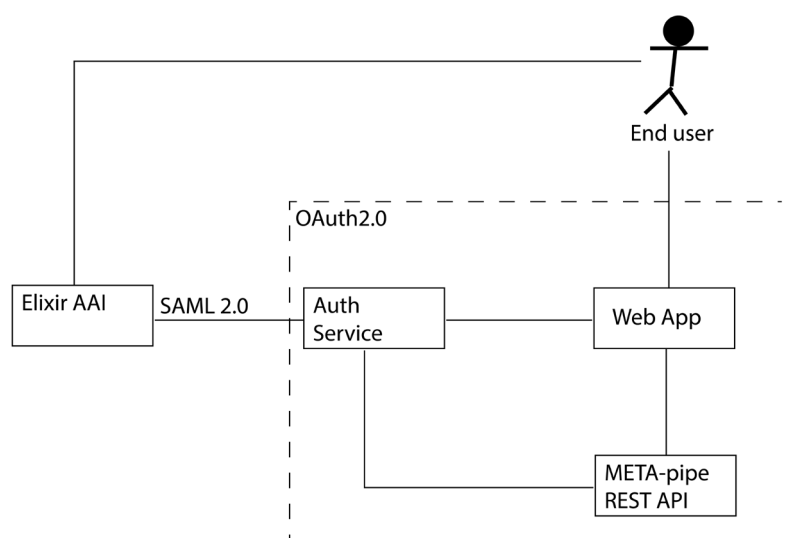 End user
OAuth2.0
Elixir AAI
SAML 2.0
Auth
Service
Web App
META-pipe
REST API